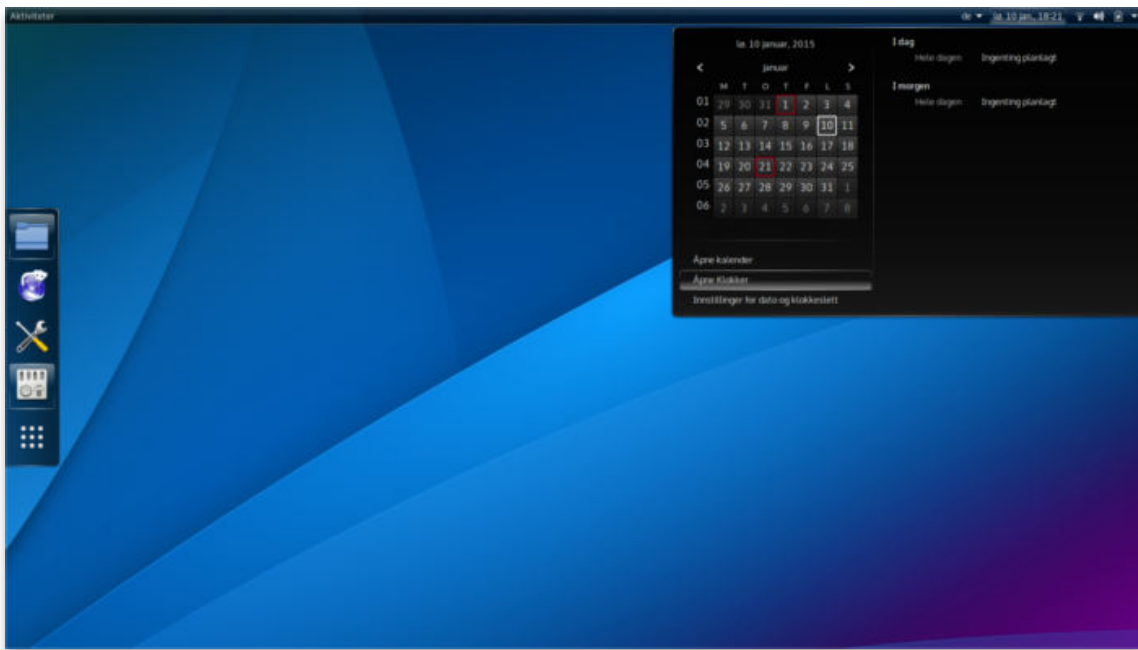 Aktiviteter
de lø. 10 jan., 18:21
lø. 10 januar, 2015
januar
M T O T F L S
01 29 30 31 1 2 3 4
02 5 6 7 8 9 10 11
03 12 13 14 15 16 17 18
04 19 20 21 22 23 24 25
05 26 27 28 29 30 31 1
06 2 3 4 5 6 7 8
Åpne kalender
Åpne Klokker
Innstillinger for dato og klokkeslett
I dag
Hele dagen Ingenting planlagt
I morgen
Hele dagen Ingenting planlagt